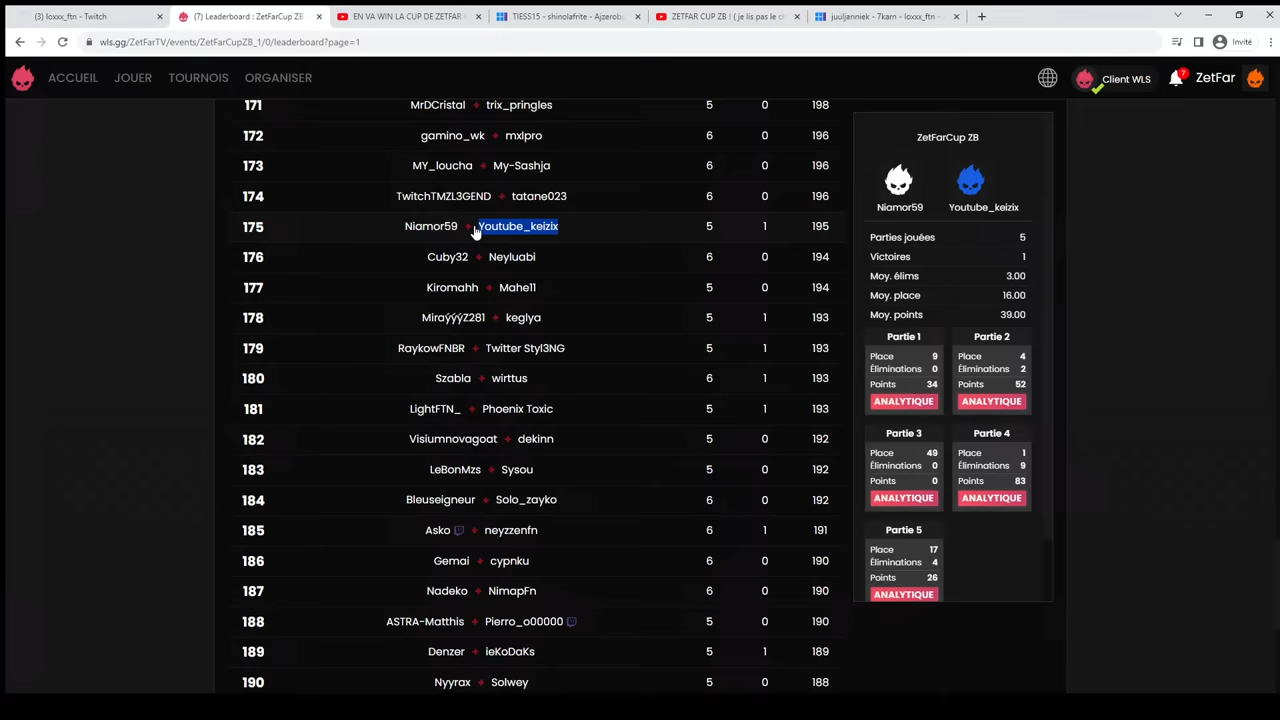 (3) loxxx_ftn - Twitch
(7) Leaderboard : ZetFarCup ZB
EN VA WIN LA CUP DE ZETFAR
TIESS15 - shinolafrite - Ajzerobu
ZETFAR CUP ZB ! ( je lis pas le c
juuljanniek - 7karn - loxxx_ftn -
wls.gg/ZetFarTV/events/ZetFarCupZB_1/0/leaderboard?page=1
Invité
ACCUEIL JOUER TOURNOIS ORGANISER
7
Client WLS
ZetFar
171 MrDCristal trix_pringles 5 0 198
172 gamino_wk mxlpro 6 0 196
173 MY_loucha My-Sashja 6 0 196
174 TwitchTMZL3GEND tatane023 6 0 196
175 Niamor59 Youtube_keizix 5 1 195
176 Cuby32 Neyluabi 6 0 194
177 Kiromahh Mahe11 5 0 194
178 MiraýýýZ281 keglya 5 1 193
179 RaykowFNBR Twitter Styl3NG 5 1 193
180 Szabla wirttus 6 1 193
181 LightFTN_ Phoenix Toxic 5 1 193
182 Visiumnovagoat dekinn 5 0 192
183 LeBonMzs Sysou 5 0 192
184 Bleuseigneur Solo_zayko 6 0 192
185 Asko neyzzenfn 6 1 191
186 Gemai cypnku 6 0 190
187 Nadeko NimapFn 6 0 190
188 ASTRA-Matthis Pierro_o00000 5 0 190
189 Denzer ieKoDaKs 5 1 189
190 Nyyrax Solwey 5 0 188
ZetFarCup ZB
Niamor59 Youtube_keizix
Parties jouées 5
Victoires 1
Moy. élims 3.00
Moy. place 16.00
Moy. points 39.00
Partie 1
Place 9
Éliminations 0
Points 34
ANALYTIQUE
Partie 2
Place 4
Éliminations 2
Points 52
ANALYTIQUE
Partie 3
Place 49
Éliminations 0
Points 0
ANALYTIQUE
Partie 4
Place 1
Éliminations 9
Points 83
ANALYTIQUE
Partie 5
Place 17
Éliminations 4
Points 26
ANALYTIQUE